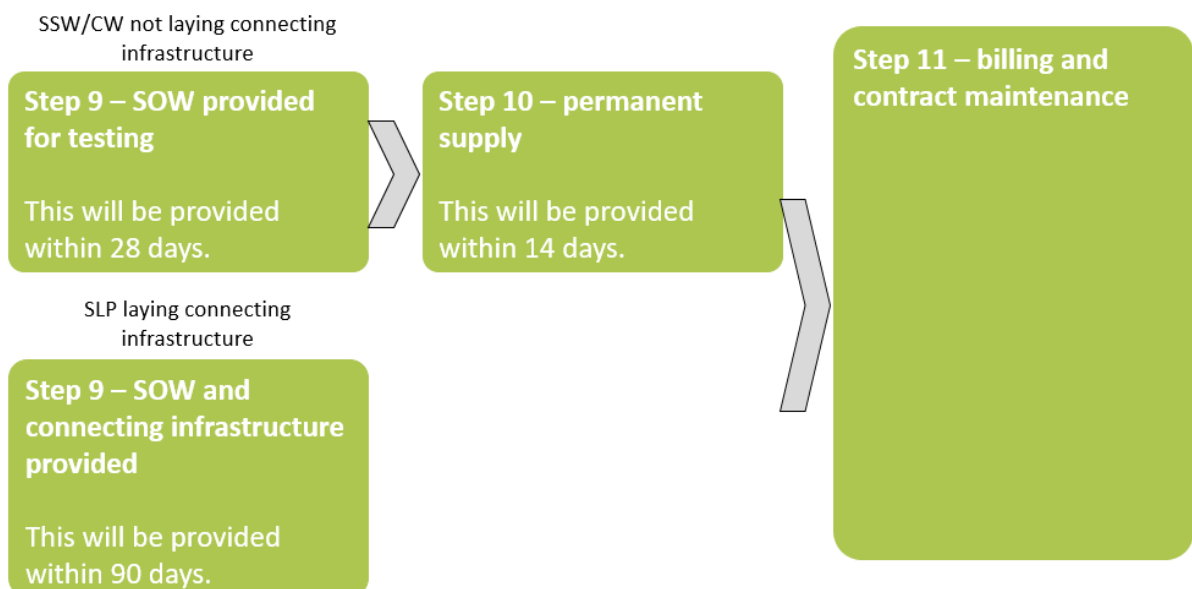 SSW/CW not laying connecting
infrastructure
Step 9 – SOW provided
for testing
This will be provided
within 28 days.
Step 10 – permanent
supply
This will be provided
within 14 days.
Step 11 – billing and
contract maintenance
SLP laying connecting
infrastructure
Step 9 – SOW and
connecting infrastructure
provided
This will be provided
within 90 days.